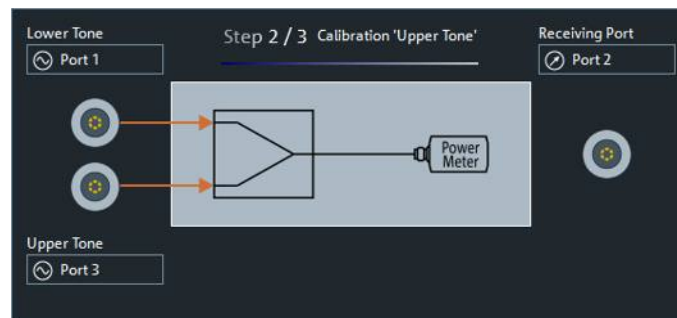 Lower Tone
Port 1
Step 2 / 3 Calibration 'Upper Tone'
Receiving Port
Port 2
Power
Meter
Upper Tone
Port 3